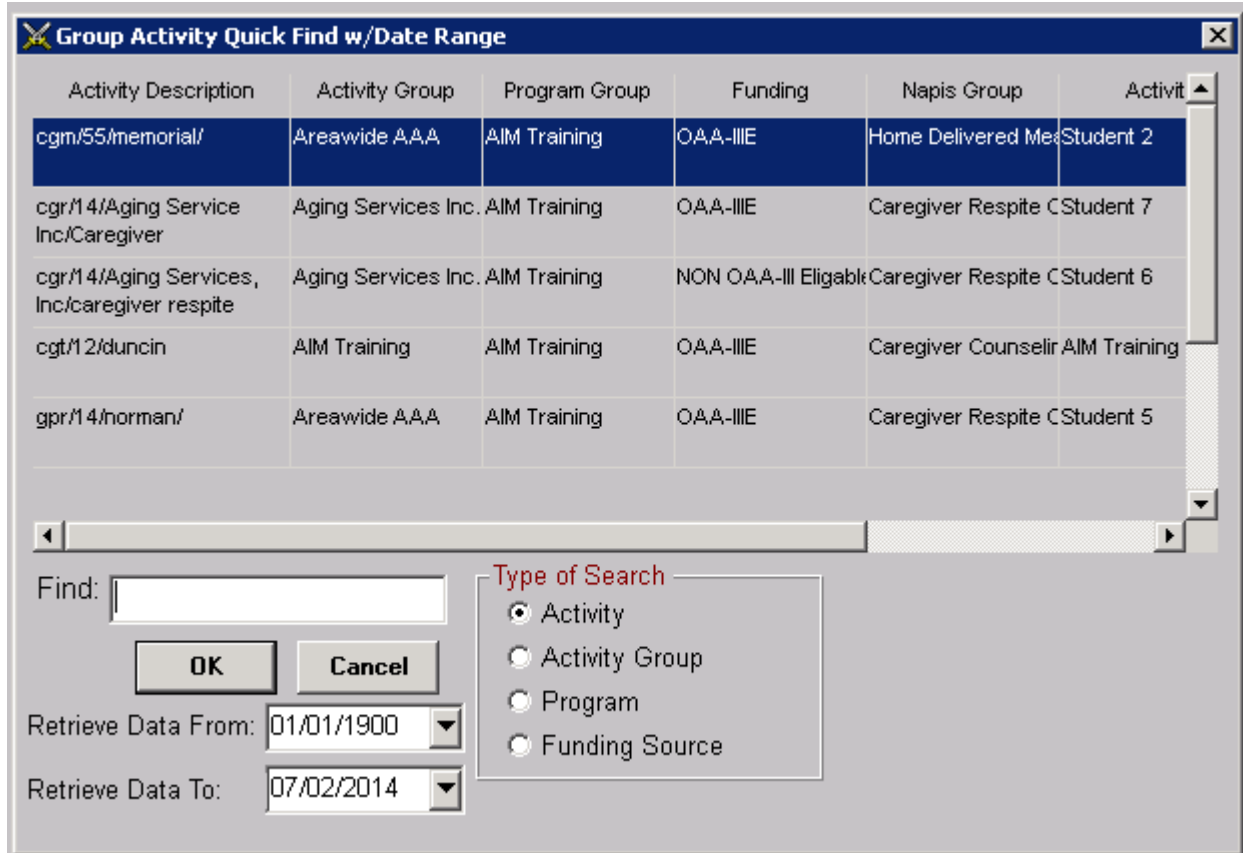 Group Activity Quick Find w/Date Range
Activity Description Activity Group Program Group Funding Napis Group Activit
cgm/55/memorial/ Areawide AAA AIM Training OAA-IIIE Home Delivered Mea Student 2
cgr/14/Aging Service Aging Services Inc. AIM Training OAA-IIIE Caregiver Respite C Student 7
Inc/Caregiver
cgr/14/Aging Services, Aging Services Inc. AIM Training NON OAA-III Eligable Caregiver Respite C Student 6
Inc/caregiver respite
cgt/12/duncin AIM Training AIM Training OAA-IIIE Caregiver Counselin AIM Training
gpr/14/norman/ Areawide AAA AIM Training OAA-IIIE Caregiver Respite C Student 5
Find:
Type of Search
Activity
OK Cancel
Activity Group
Program
Retrieve Data From: 01/01/1900
Funding Source
Retrieve Data To: 07/02/2014